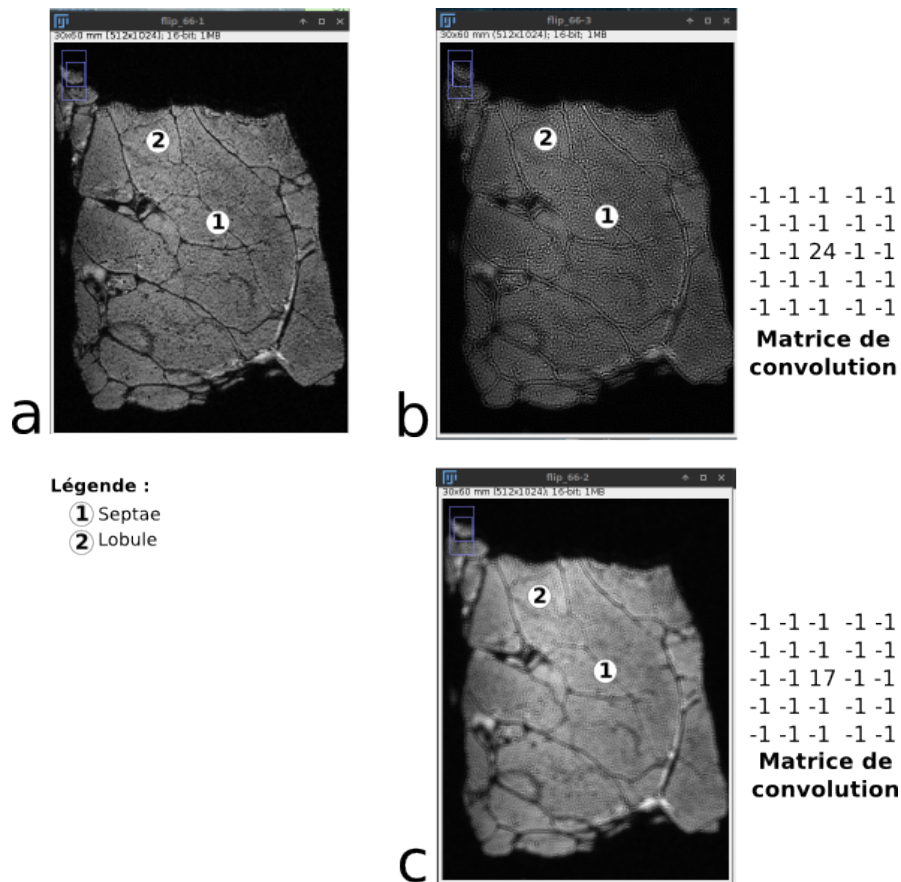 flip_66-1
30x60 mm (512x1024); 16-bit; 1MB
2
1
a
flip_66-3
30x60 mm (512x1024); 16-bit; 1MB
2
1
b
-1 -1 -1 -1 -1
-1 -1 -1 -1 -1
-1 -1 24 -1 -1
-1 -1 -1 -1 -1
-1 -1 -1 -1 -1
Matrice de
convolution
Légende :
1 Septae
2 Lobule
flip_66-2
30x60 mm (512x1024); 16-bit; 1MB
2
1
c
-1 -1 -1 -1 -1
-1 -1 -1 -1 -1
-1 -1 17 -1 -1
-1 -1 -1 -1 -1
-1 -1 -1 -1 -1
Matrice de
convolution